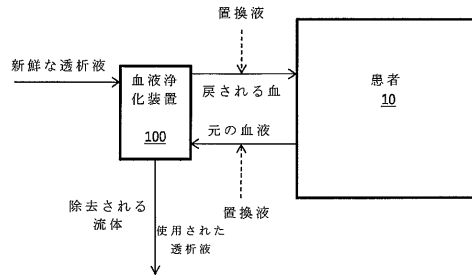 置換液
新鮮な透析液
血液浄
化装置
100
戻される血
患者
10
元の血液
置換液
除去される
流体
使用された
透析液